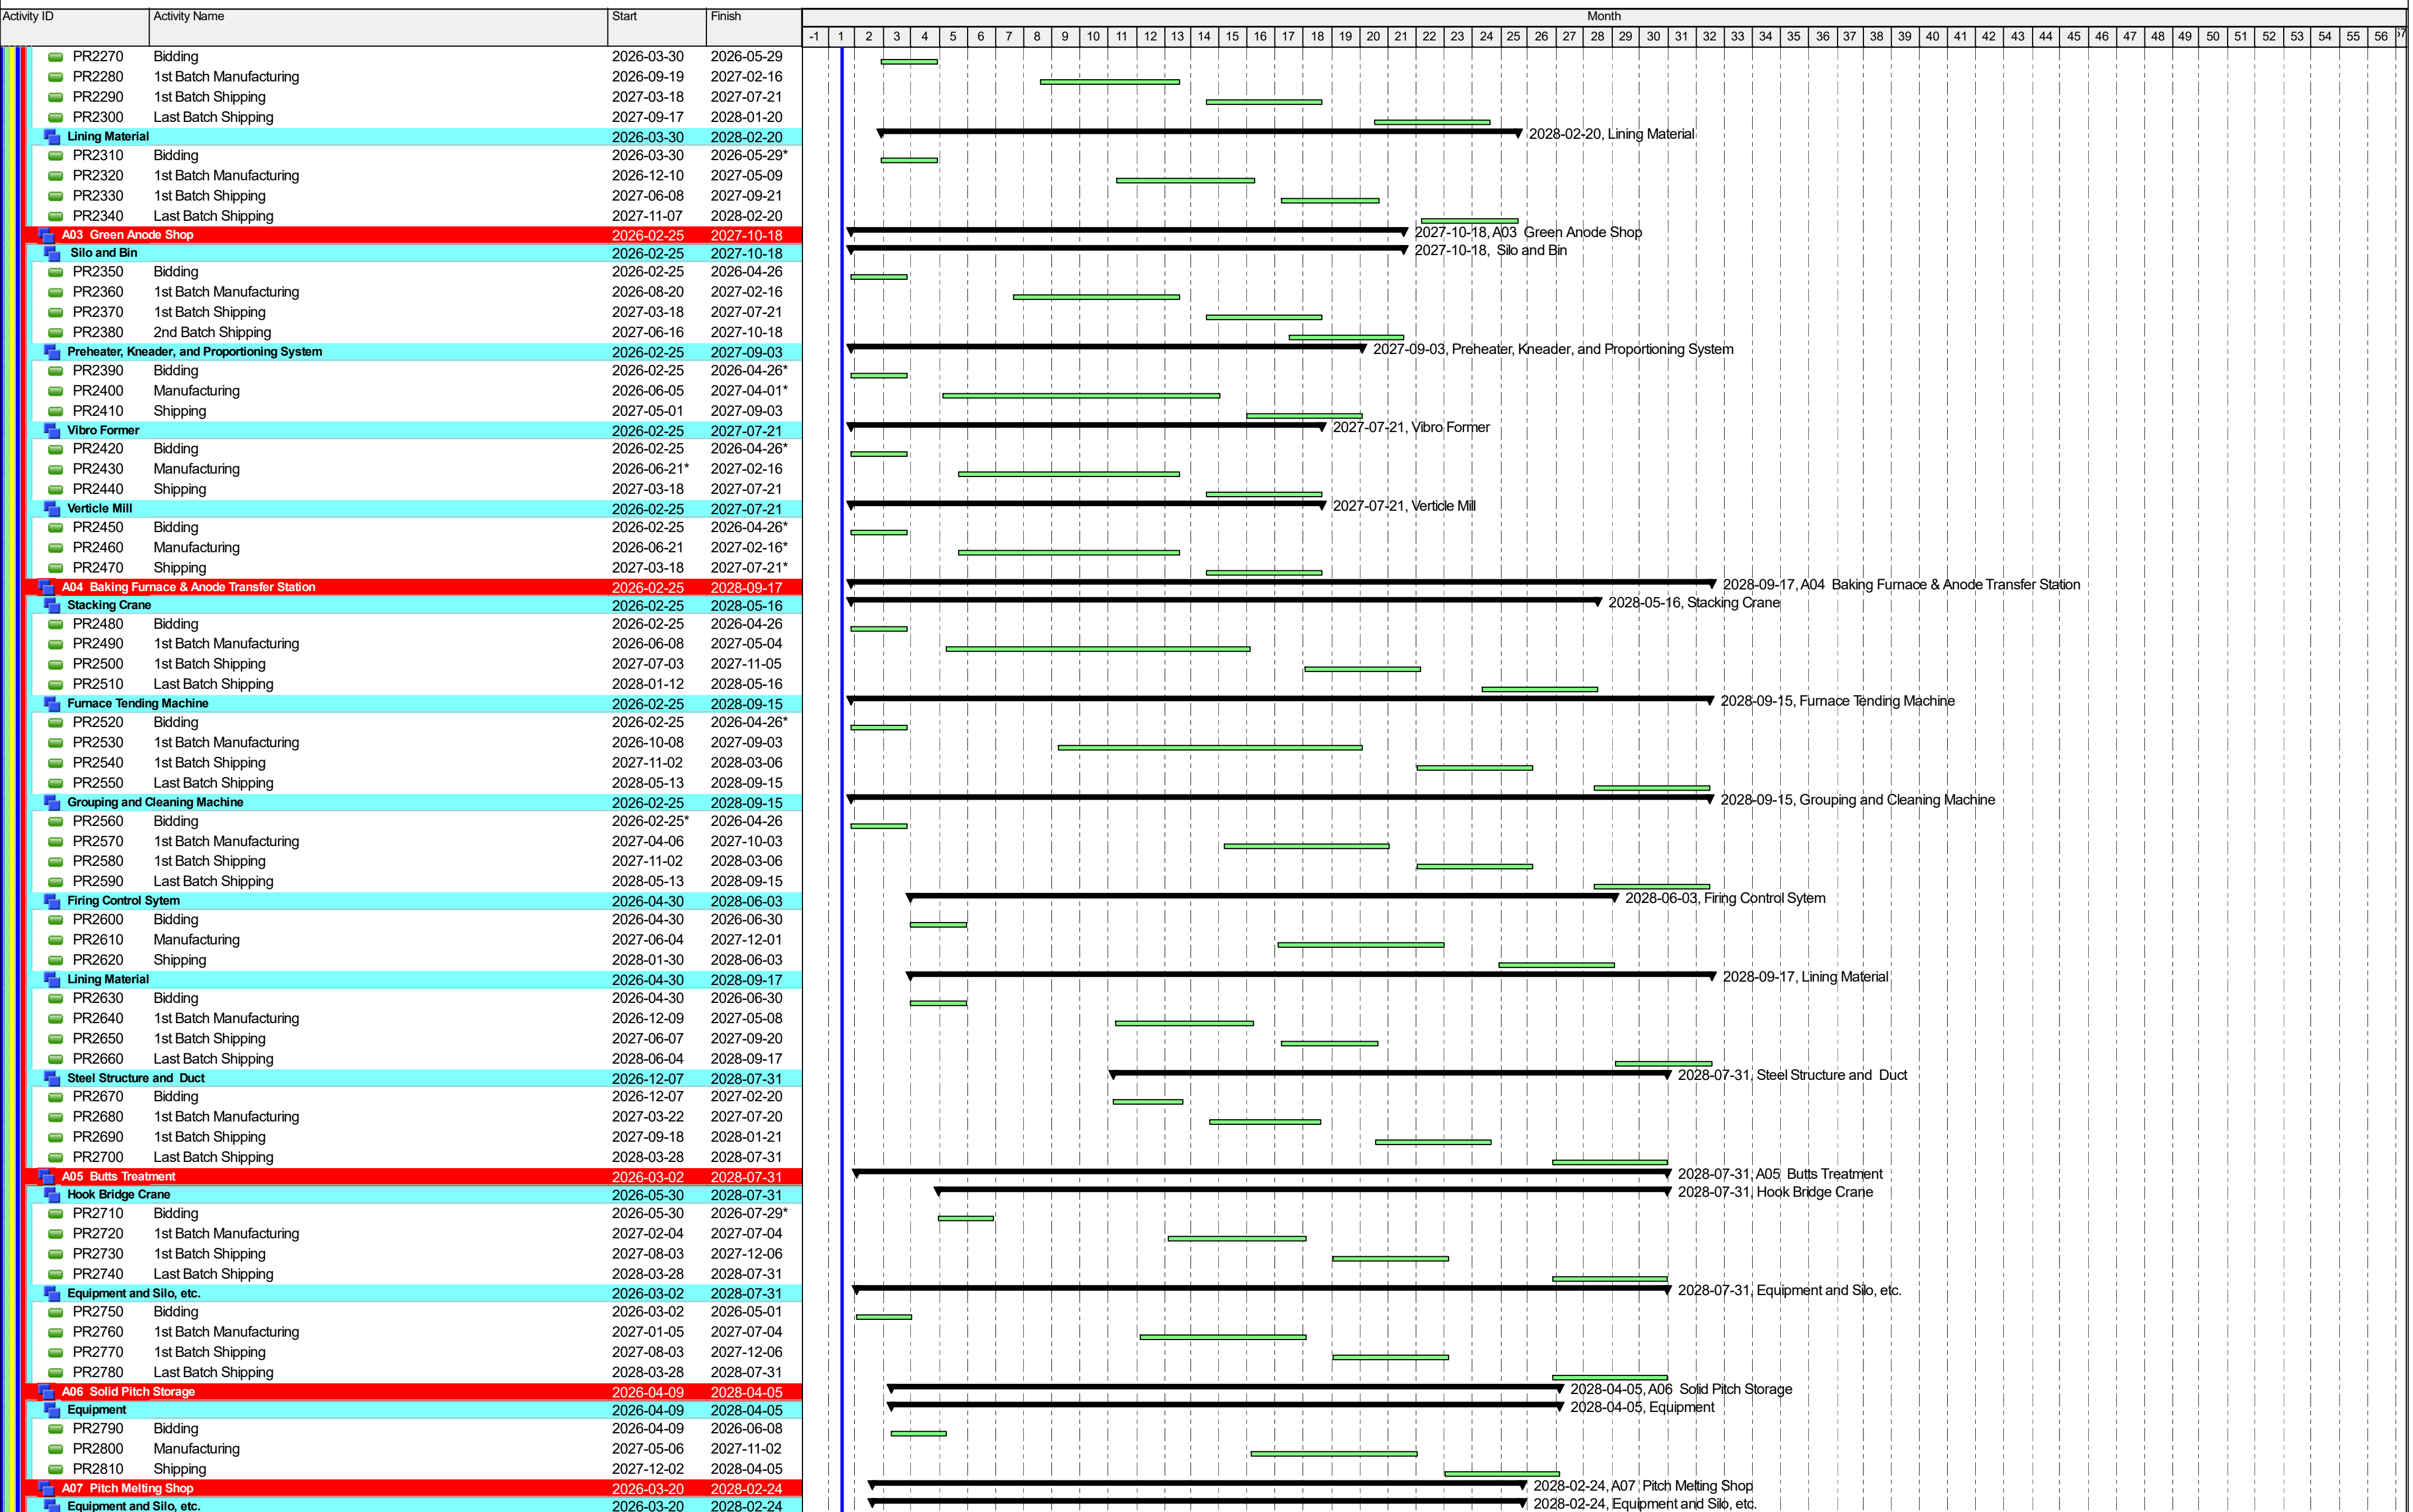 Activity ID Activity Name Start Finish Month
-1 1 2 3 4 5 6 7 8 9 10 11 12 13 14 15 16 17 18 19 20 21 22 23 24 25 26 27 28 29 30 31 32 33 34 35 36 37 38 39 40 41 42 43 44 45 46 47 48 49 50 51 52 53 54 55 56 57
PR2270 Bidding 2026-03-30 2026-05-29
PR2280 1st Batch Manufacturing 2026-09-19 2027-02-16
PR2290 1st Batch Shipping 2027-03-18 2027-07-21
PR2300 Last Batch Shipping 2027-09-17 2028-01-20
Lining Material 2026-03-30 2028-02-20 2028-02-20, Lining Material
PR2310 Bidding 2026-03-30 2026-05-29*
PR2320 1st Batch Manufacturing 2026-12-10 2027-05-09
PR2330 1st Batch Shipping 2027-06-08 2027-09-21
PR2340 Last Batch Shipping 2027-11-07 2028-02-20
A03 Green Anode Shop 2026-02-25 2027-10-18 2027-10-18, A03 Green Anode Shop
Silo and Bin 2026-02-25 2027-10-18 2027-10-18, Silo and Bin
PR2350 Bidding 2026-02-25 2026-04-26
PR2360 1st Batch Manufacturing 2026-08-20 2027-02-16
PR2370 1st Batch Shipping 2027-03-18 2027-07-21
PR2380 2nd Batch Shipping 2027-06-16 2027-10-18
Preheater, Kneader, and Proportioning System 2026-02-25 2027-09-03 2027-09-03, Preheater, Kneader, and Proportioning System
PR2390 Bidding 2026-02-25 2026-04-26*
PR2400 Manufacturing 2026-06-05 2027-04-01*
PR2410 Shipping 2027-05-01 2027-09-03
Vibro Former 2026-02-25 2027-07-21 2027-07-21, Vibro Former
PR2420 Bidding 2026-02-25 2026-04-26*
PR2430 Manufacturing 2026-06-21* 2027-02-16
PR2440 Shipping 2027-03-18 2027-07-21
Verticle Mill 2026-02-25 2027-07-21 2027-07-21, Verticle Mill
PR2450 Bidding 2026-02-25 2026-04-26*
PR2460 Manufacturing 2026-06-21 2027-02-16*
PR2470 Shipping 2027-03-18 2027-07-21*
A04 Baking Furnace & Anode Transfer Station 2026-02-25 2028-09-17 2028-09-17, A04 Baking Furnace & Anode Transfer Station
Stacking Crane 2026-02-25 2028-05-16 2028-05-16, Stacking Crane
PR2480 Bidding 2026-02-25 2026-04-26
PR2490 1st Batch Manufacturing 2026-06-08 2027-05-04
PR2500 1st Batch Shipping 2027-07-03 2027-11-05
PR2510 Last Batch Shipping 2028-01-12 2028-05-16
Furnace Tending Machine 2026-02-25 2028-09-15 2028-09-15, Furnace Tending Machine
PR2520 Bidding 2026-02-25 2026-04-26*
PR2530 1st Batch Manufacturing 2026-10-08 2027-09-03
PR2540 1st Batch Shipping 2027-11-02 2028-03-06
PR2550 Last Batch Shipping 2028-05-13 2028-09-15
Grouping and Cleaning Machine 2026-02-25 2028-09-15 2028-09-15, Grouping and Cleaning Machine
PR2560 Bidding 2026-02-25* 2026-04-26
PR2570 1st Batch Manufacturing 2027-04-06 2027-10-03
PR2580 1st Batch Shipping 2027-11-02 2028-03-06
PR2590 Last Batch Shipping 2028-05-13 2028-09-15
Firing Control Sytem 2026-04-30 2028-06-03 2028-06-03, Firing Control Sytem
PR2600 Bidding 2026-04-30 2026-06-30
PR2610 Manufacturing 2027-06-04 2027-12-01
PR2620 Shipping 2028-01-30 2028-06-03
Lining Material 2026-04-30 2028-09-17 2028-09-17, Lining Material
PR2630 Bidding 2026-04-30 2026-06-30
PR2640 1st Batch Manufacturing 2026-12-09 2027-05-08
PR2650 1st Batch Shipping 2027-06-07 2027-09-20
PR2660 Last Batch Shipping 2028-06-04 2028-09-17
Steel Structure and Duct 2026-12-07 2028-07-31 2028-07-31, Steel Structure and Duct
PR2670 Bidding 2026-12-07 2027-02-20
PR2680 1st Batch Manufacturing 2027-03-22 2027-07-20
PR2690 1st Batch Shipping 2027-09-18 2028-01-21
PR2700 Last Batch Shipping 2028-03-28 2028-07-31
A05 Butts Treatment 2026-03-02 2028-07-31 2028-07-31, A05 Butts Treatment
Hook Bridge Crane 2026-05-30 2028-07-31 2028-07-31, Hook Bridge Crane
PR2710 Bidding 2026-05-30 2026-07-29*
PR2720 1st Batch Manufacturing 2027-02-04 2027-07-04
PR2730 1st Batch Shipping 2027-08-03 2027-12-06
PR2740 Last Batch Shipping 2028-03-28 2028-07-31
Equipment and Silo, etc. 2026-03-02 2028-07-31 2028-07-31, Equipment and Silo, etc.
PR2750 Bidding 2026-03-02 2026-05-01
PR2760 1st Batch Manufacturing 2027-01-05 2027-07-04
PR2770 1st Batch Shipping 2027-08-03 2027-12-06
PR2780 Last Batch Shipping 2028-03-28 2028-07-31
A06 Solid Pitch Storage 2026-04-09 2028-04-05 2028-04-05, A06 Solid Pitch Storage
Equipment 2026-04-09 2028-04-05 2028-04-05, Equipment
PR2790 Bidding 2026-04-09 2026-06-08
PR2800 Manufacturing 2027-05-06 2027-11-02
PR2810 Shipping 2027-12-02 2028-04-05
A07 Pitch Melting Shop 2026-03-20 2028-02-24 2028-02-24, A07 Pitch Melting Shop
Equipment and Silo, etc. 2026-03-20 2028-02-24 2028-02-24, Equipment and Silo, etc.